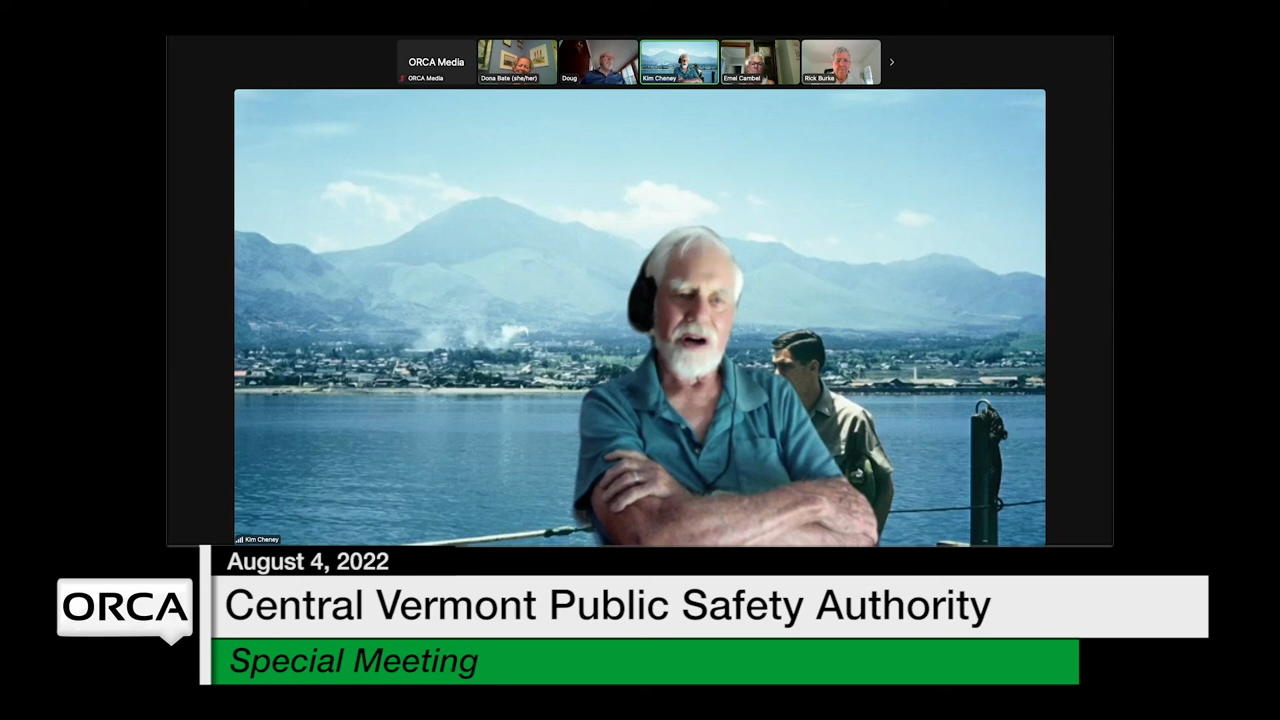 ORCA Media
ORCA Media
Dona Bate (she/her)
Doug
Kim Cheney
Ernel Cambel
Rick Burke
Kim Cheney
August 4, 2022
ORCA
Central Vermont Public Safety Authority
Special Meeting